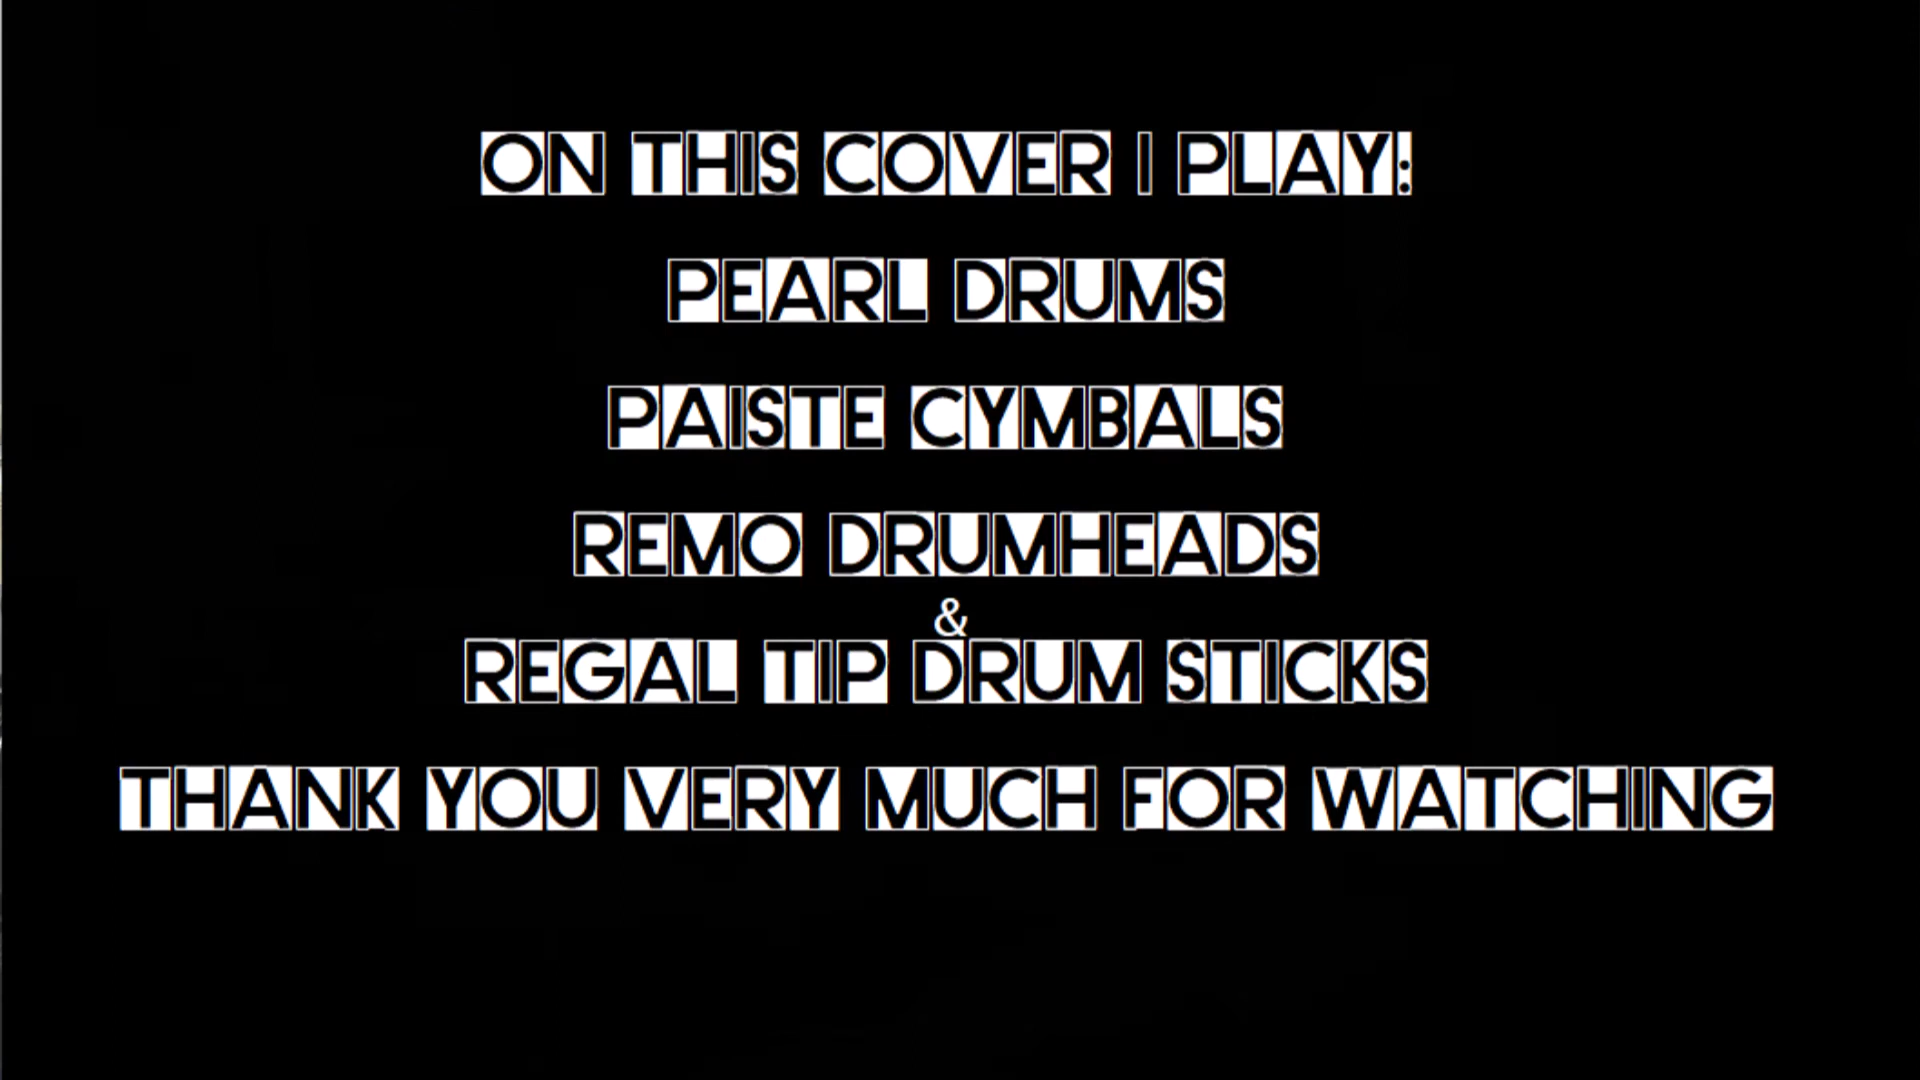 ON THIS COVER I PLAY:
PEARL DRUMS
PAISTE CYMBALS
REMO DRUMHEADS
&
REGAL TIP DRUM STICKS
THANK YOU VERY MUCH FOR WATCHING